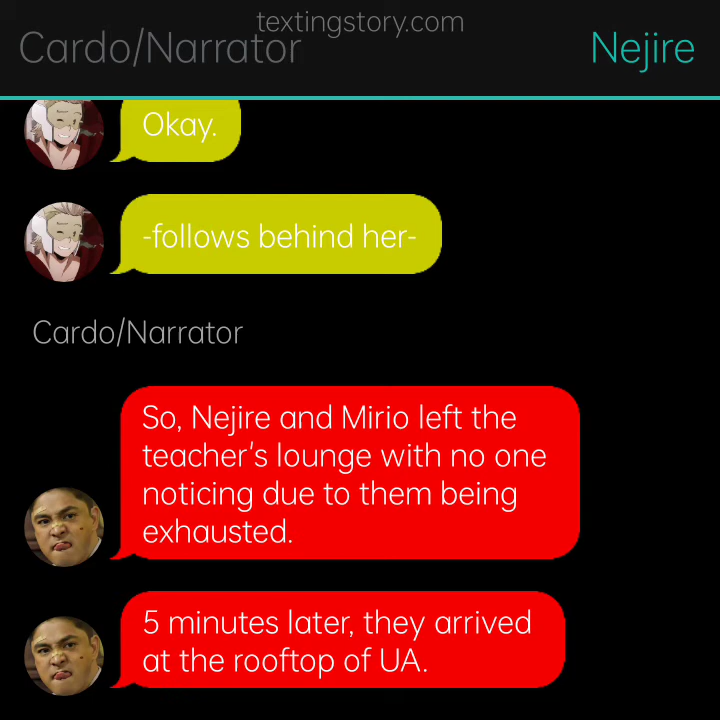 textingstory.com
Cardo/Narrator
Nejire
Okay.
-follows behind her-
Cardo/Narrator
So, Nejire and Mirio left the
teacher's lounge with no one
noticing due to them being
exhausted.
5 minutes later, they arrived
at the rooftop of UA.